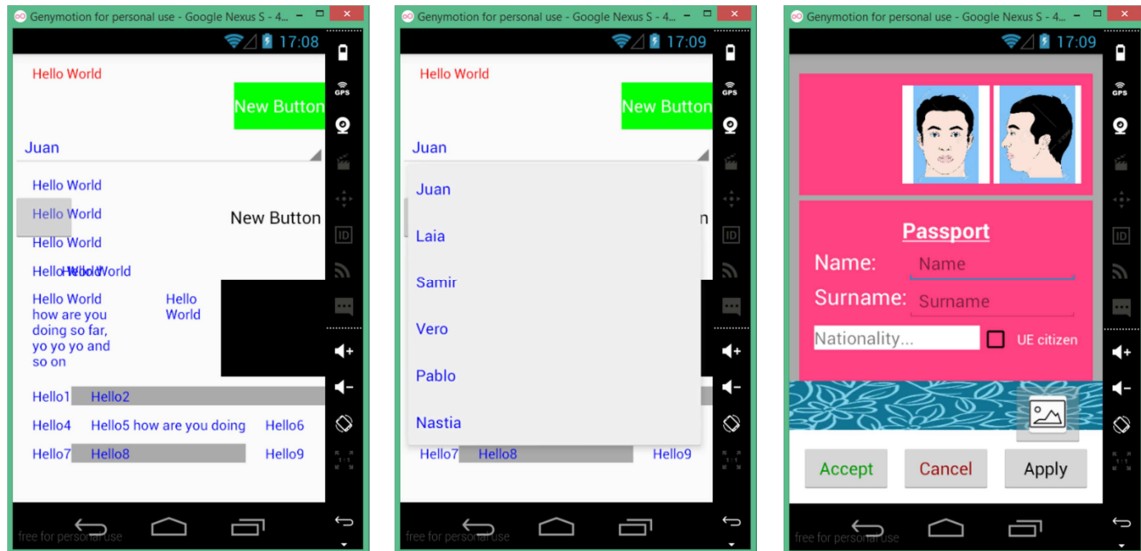 Genymotion for personal use - Google Nexus S - 4...
17:08
Hello World
New Button
GPS
Juan
Hello World
Hello World
New Button
ID
Hello World
Hello World
Hello World
Hello World
how are you
doing so far,
yo yo yo and
so on
Hello
World
Hello1 Hello2
Hello4 Hello5 how are you doing Hello6
Hello7 Hello8 Hello9
free for personal use
Genymotion for personal use - Google Nexus S - 4...
17:09
Hello World
New Button
GPS
Juan
Juan
Laia
n
ID
Samir
Vero
Pablo
Nastia
Hello7 Hello8 Hello9
free for personal use
Genymotion for personal use - Google Nexus S - 4...
17:09
GPS
Passport
ID
Name: Name
Surname: Surname
Nationality... UE citizen
Accept Cancel Apply
free for personal use